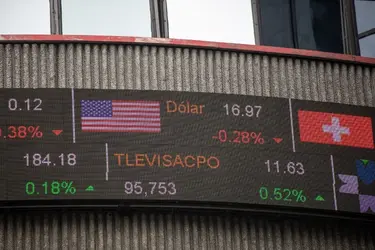 0.12 Dólar 16.97
0.38% -0.28%
184.18 TLEVISACPO 11.63
0.18% 95,753 0.52%